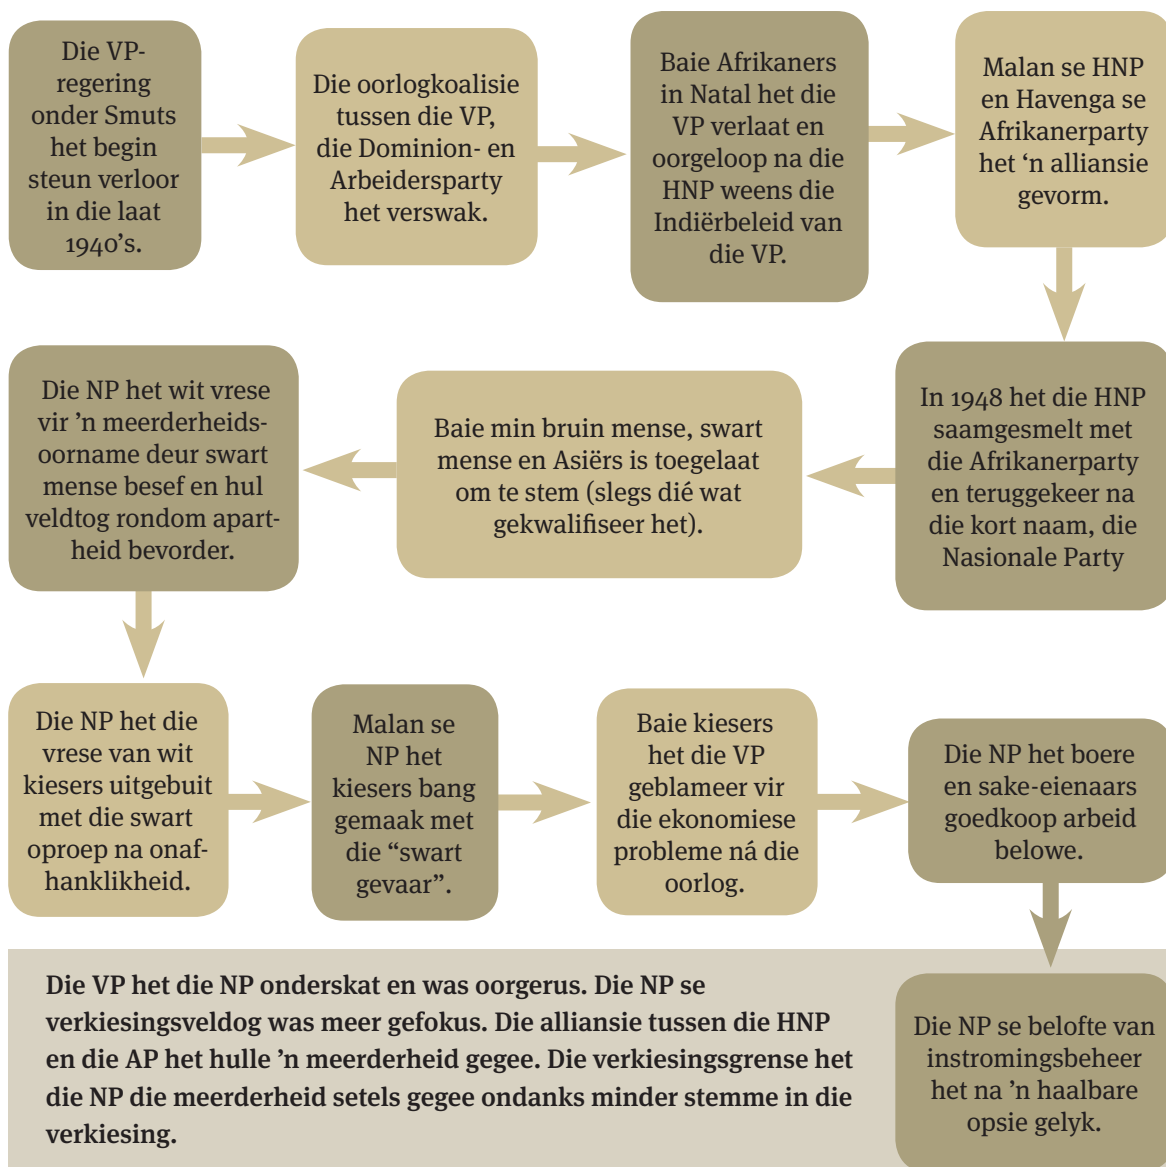 Die VP-
regering
onder Smuts
het begin
steun verloor
in die laat
1940’s.
Die oorlogkoalisie
tussen die VP,
die Dominion- en
Arbeidersparty
het verswak.
Baie Afrikaners
in Natal het die
VP verlaat en
oorgeloop na die
HNP weens die
Indiërbeleid van
die VP.
Malan se HNP
en Havenga se
Afrikanerparty
het ‘n alliansie
gevorm.
In 1948 het die HNP
saamgesmelt met
die Afrikanerparty
en teruggekeer na
die kort naam, die
Nasionale Party
Baie min bruin mense, swart
mense en Asiërs is toegelaat
om te stem (slegs dié wat
gekwalifiseer het).
Die NP het wit vrese
vir ’n meerderheids-
oorname deur swart
mense besef en hul
veldtog rondom apart-
heid bevorder.
Die NP het die
vrese van wit
kiesers uitgebuit
met die swart
oproep na onaf-
hanklikheid.
Malan se
NP het
kiesers bang
gemaak met
die “swart
gevaar”.
Baie kiesers
het die VP
geblameer vir
die ekonomiese
probleme ná die
oorlog.
Die NP het boere
en sake-eienaars
goedkoop arbeid
belowe.
Die NP se belofte van
instromingsbeheer
het na ’n haalbare
opsie gelyk.
Die VP het die NP onderskat en was oorgerus. Die NP se
verkiesingsveldog was meer gefokus. Die alliansie tussen die HNP
en die AP het hulle ’n meerderheid gegee. Die verkiesingsgrense het
die NP die meerderheid setels gegee ondanks minder stemme in die
verkiesing.